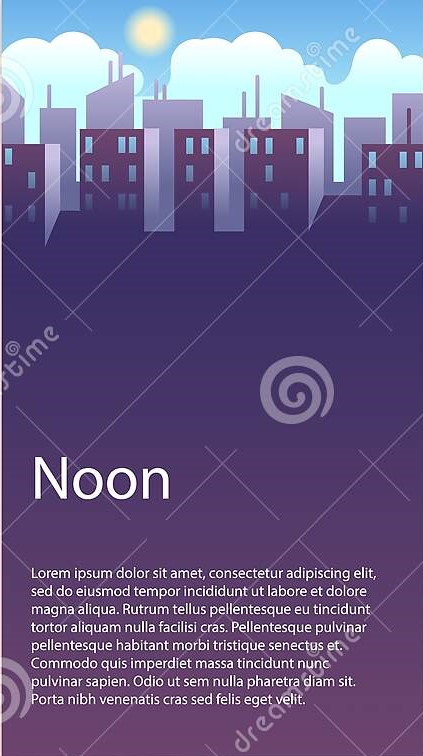 dreamstime
dreamstime
Noon
Lorem ipsum dolor sit amet, consectetur adipiscing elit,
sed do eiusmod tempor incididunt ut labore et dolore
magna aliqua. Rutrum tellus pellentesque eu tincidunt
tortor aliquam nulla facilisi cras. Pellentesque pulvinar
pellentesque habitant morbi tristique senectus et.
Commodo quis imperdiet massa tincidunt nunc
pulvinar sapien. Odio ut sem nulla pharetra diam sit.
Porta nibh venenatis cras sed felis eget velit.
dreamstime